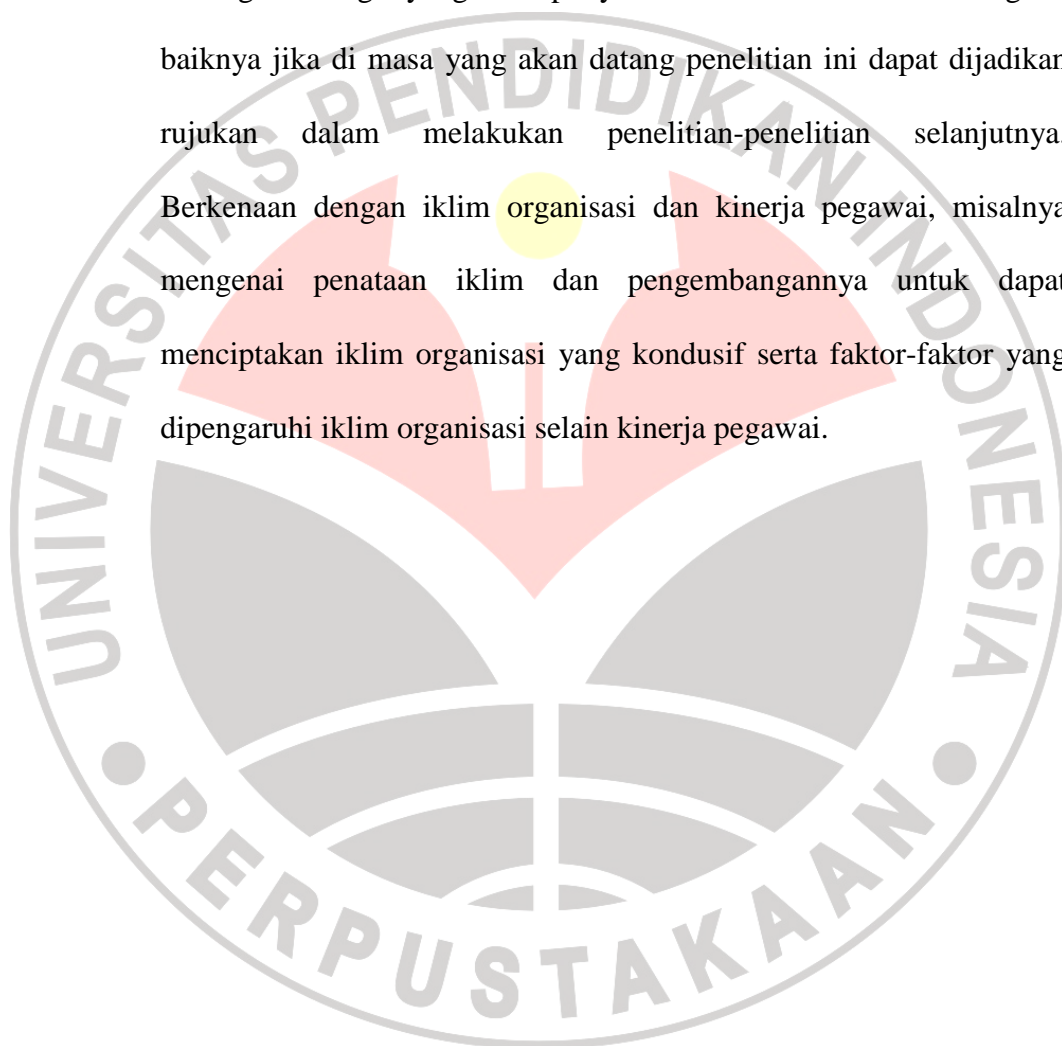 baiknya jika di masa yang akan datang penelitian ini dapat dijadikan
rujukan dalam melakukan penelitian-penelitian selanjutnya.
Berkenaan dengan iklim organisasi dan kinerja pegawai, misalnya
mengenai penataan iklim dan pengembangannya untuk dapat
menciptakan iklim organisasi yang kondusif serta faktor-faktor yang
dipengaruhi iklim organisasi selain kinerja pegawai.
UNIVERSITAS PENDIDIKAN INDONESIA
PERPUSTAKAAN